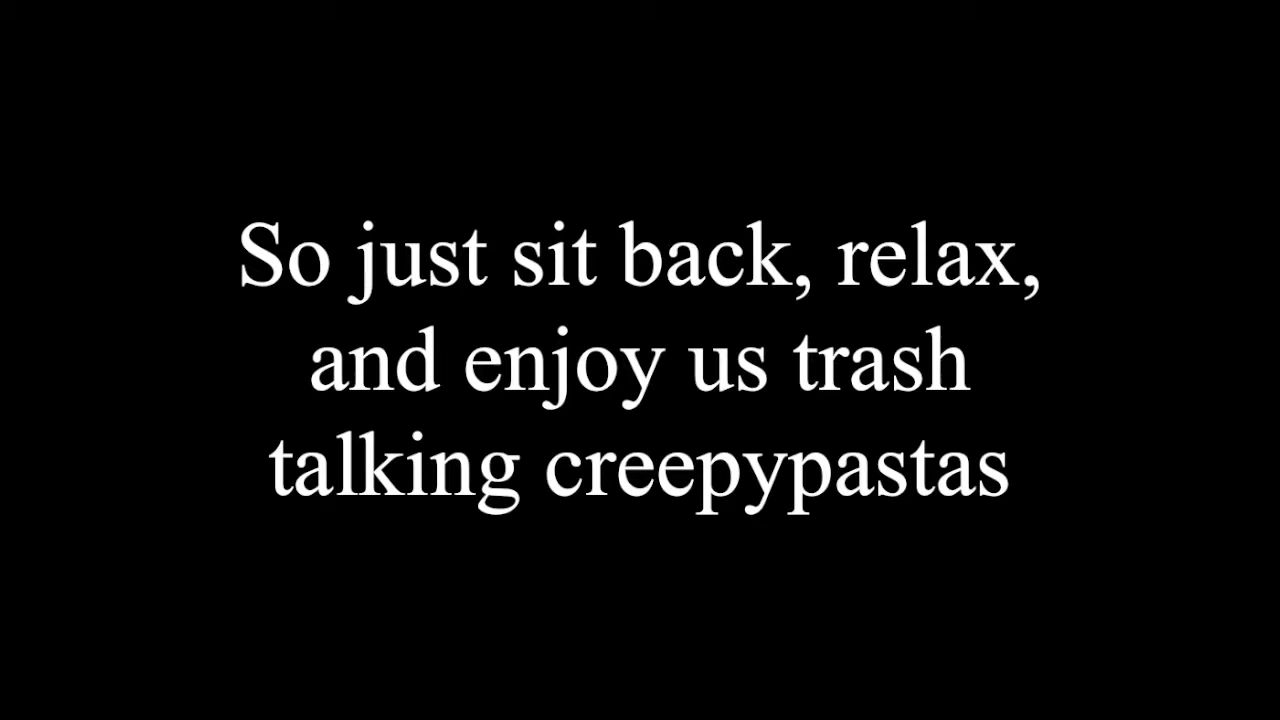 So just sit back, relax,
and enjoy us trash
talking creepypastas